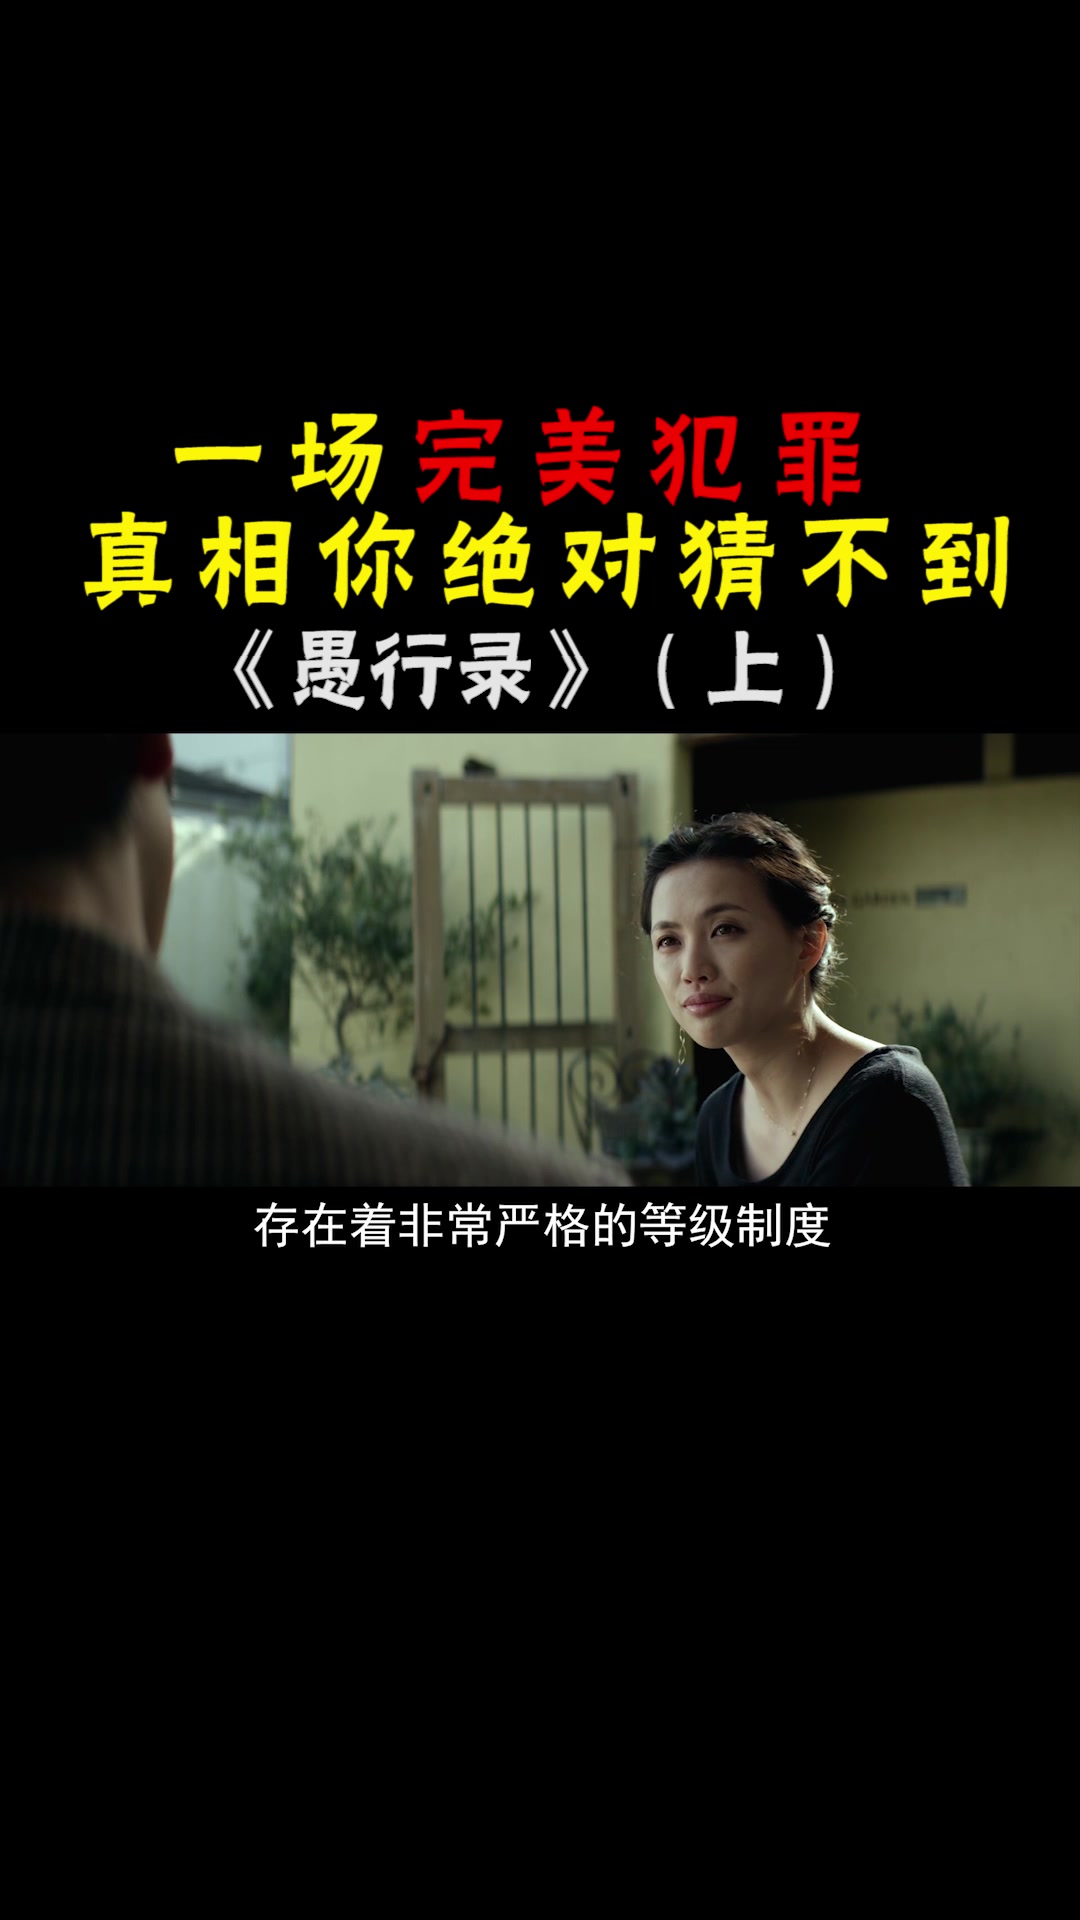 一场完美犯罪
真相你绝对猜不到
《愚行录》（上）
存在着非常严格的等级制度